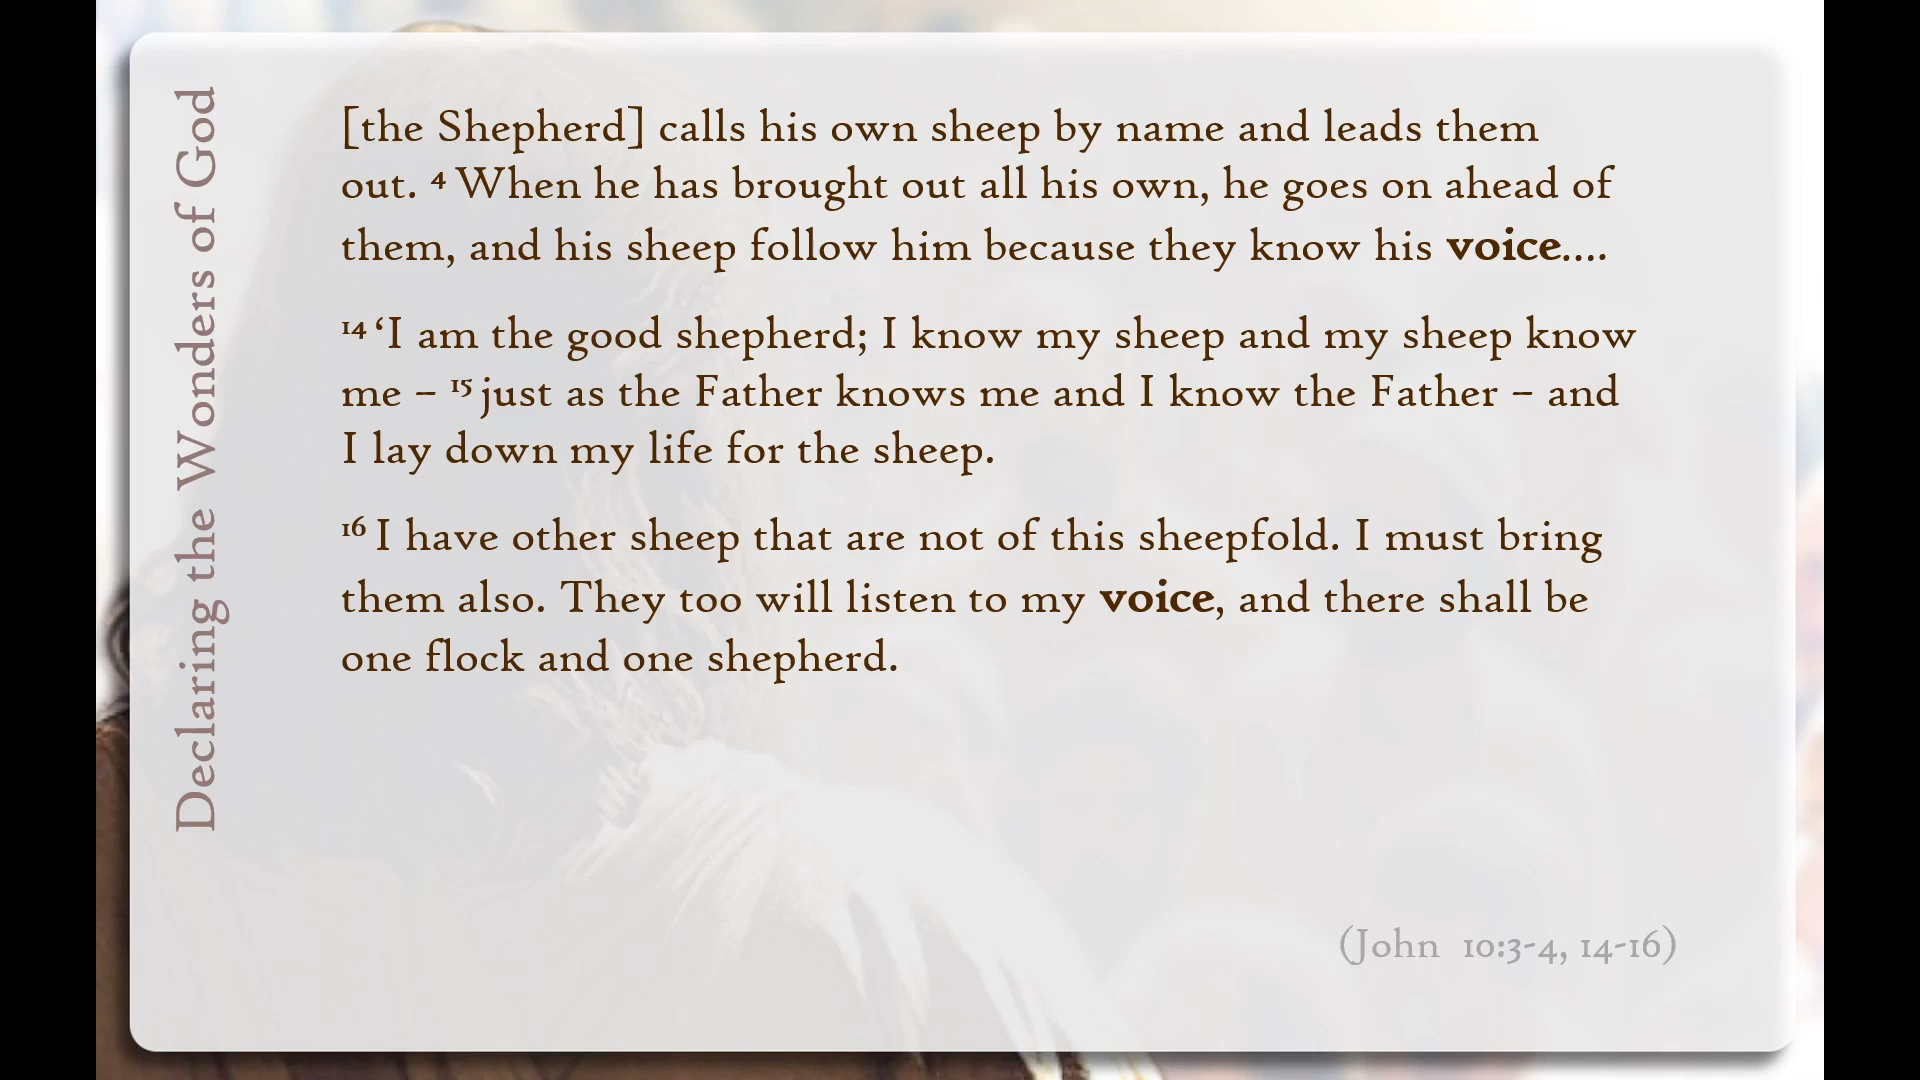 Declaring the Wonders of God
[the Shepherd] calls his own sheep by name and leads them
out. ⁴ When he has brought out all his own, he goes on ahead of
them, and his sheep follow him because they know his voice....
¹⁴ ‘I am the good shepherd; I know my sheep and my sheep know
me – ¹⁵ just as the Father knows me and I know the Father – and
I lay down my life for the sheep.
¹⁶ I have other sheep that are not of this sheepfold. I must bring
them also. They too will listen to my voice, and there shall be
one flock and one shepherd.
(John 10:3-4, 14-16)